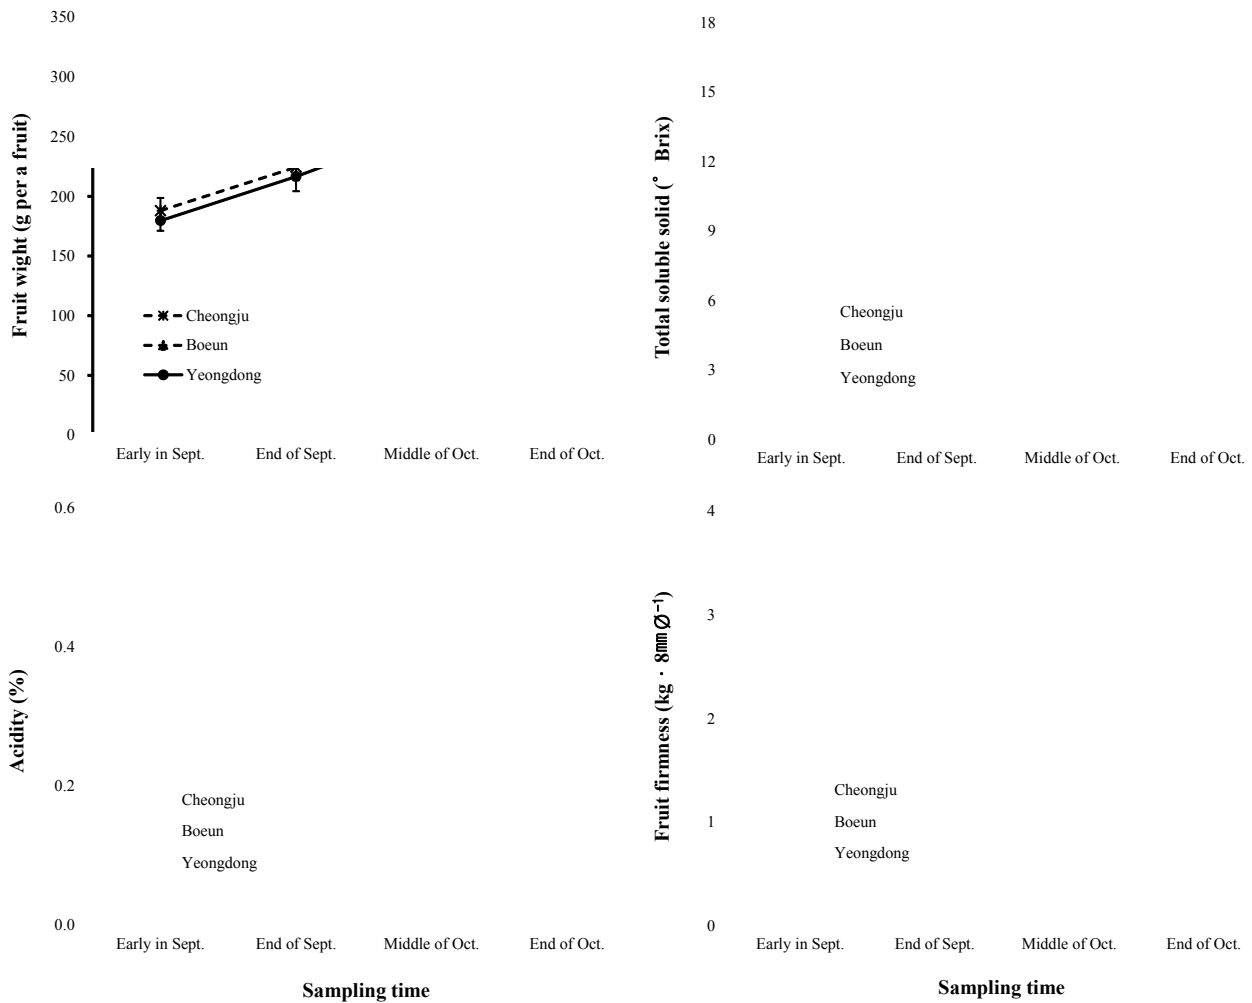 350
300
250
200
150
100
50
0
Fruit wight (g per a fruit)
Cheongju
Boeun
Yeongdong
Early in Sept. End of Sept. Middle of Oct. End of Oct.
18
15
12
9
6
3
0
Totlal soluble solid (° Brix)
Cheongju
Boeun
Yeongdong
Early in Sept. End of Sept. Middle of Oct. End of Oct.
0.6
0.4
0.2
0.0
Acidity (%)
Cheongju
Boeun
Yeongdong
Early in Sept. End of Sept. Middle of Oct. End of Oct.
Sampling time
4
3
2
1
0
Fruit firmness (kg · 8㎜Ø⁻¹)
Cheongju
Boeun
Yeongdong
Early in Sept. End of Sept. Middle of Oct. End of Oct.
Sampling time